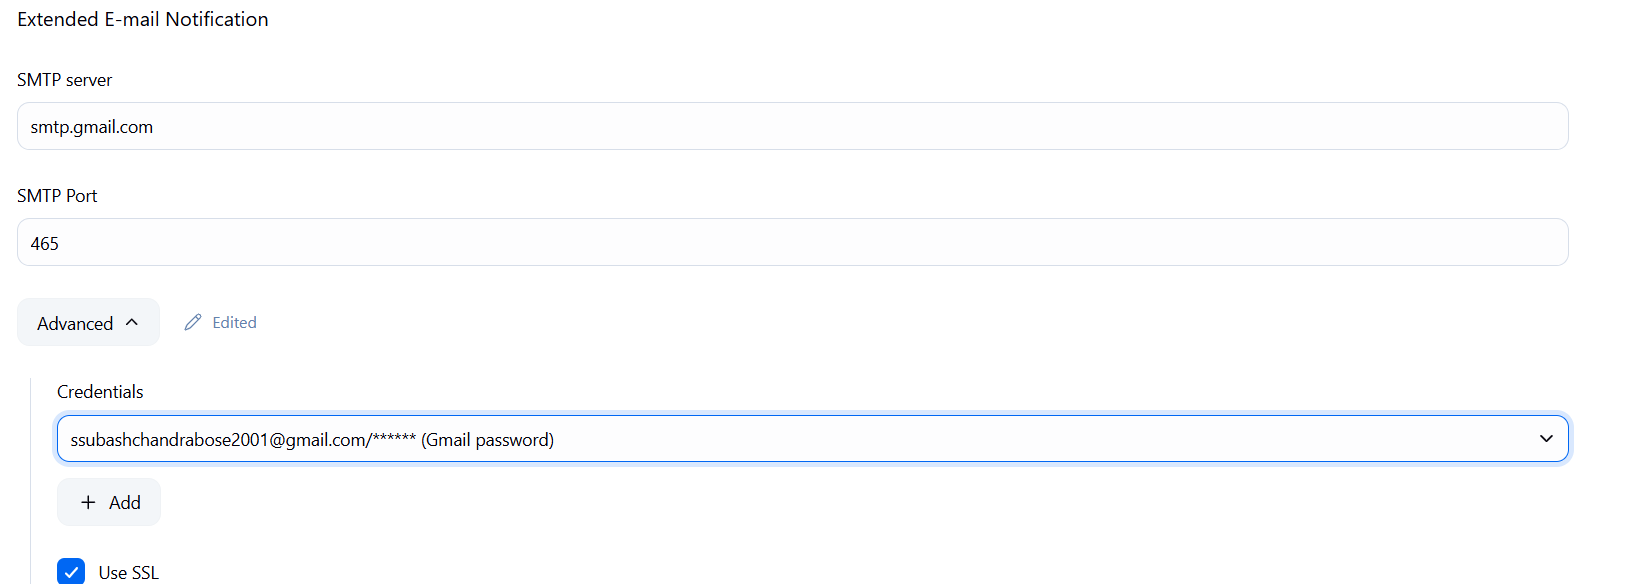 Extended E-mail Notification
SMTP server
smtp.gmail.com
SMTP Port
465
Advanced Edited
Credentials
ssubashchandrabose2001@gmail.com/****** (Gmail password)
+ Add
Use SSL